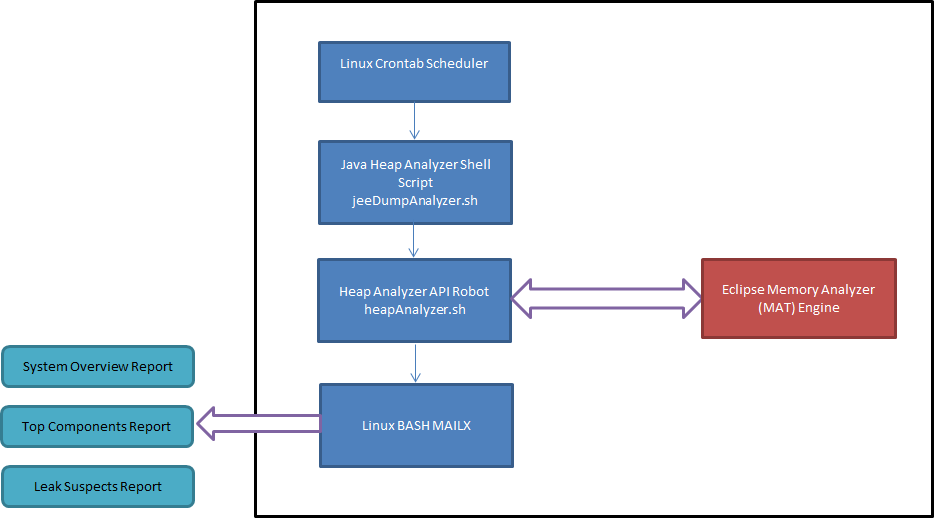 Linux Crontab Scheduler
Java Heap Analyzer Shell
Script
jeeDumpAnalyzer.sh
Heap Analyzer API Robot
heapAnalyzer.sh
Eclipse Memory Analyzer
(MAT) Engine
System Overview Report
Top Components Report
Linux BASH MAILX
Leak Suspects Report